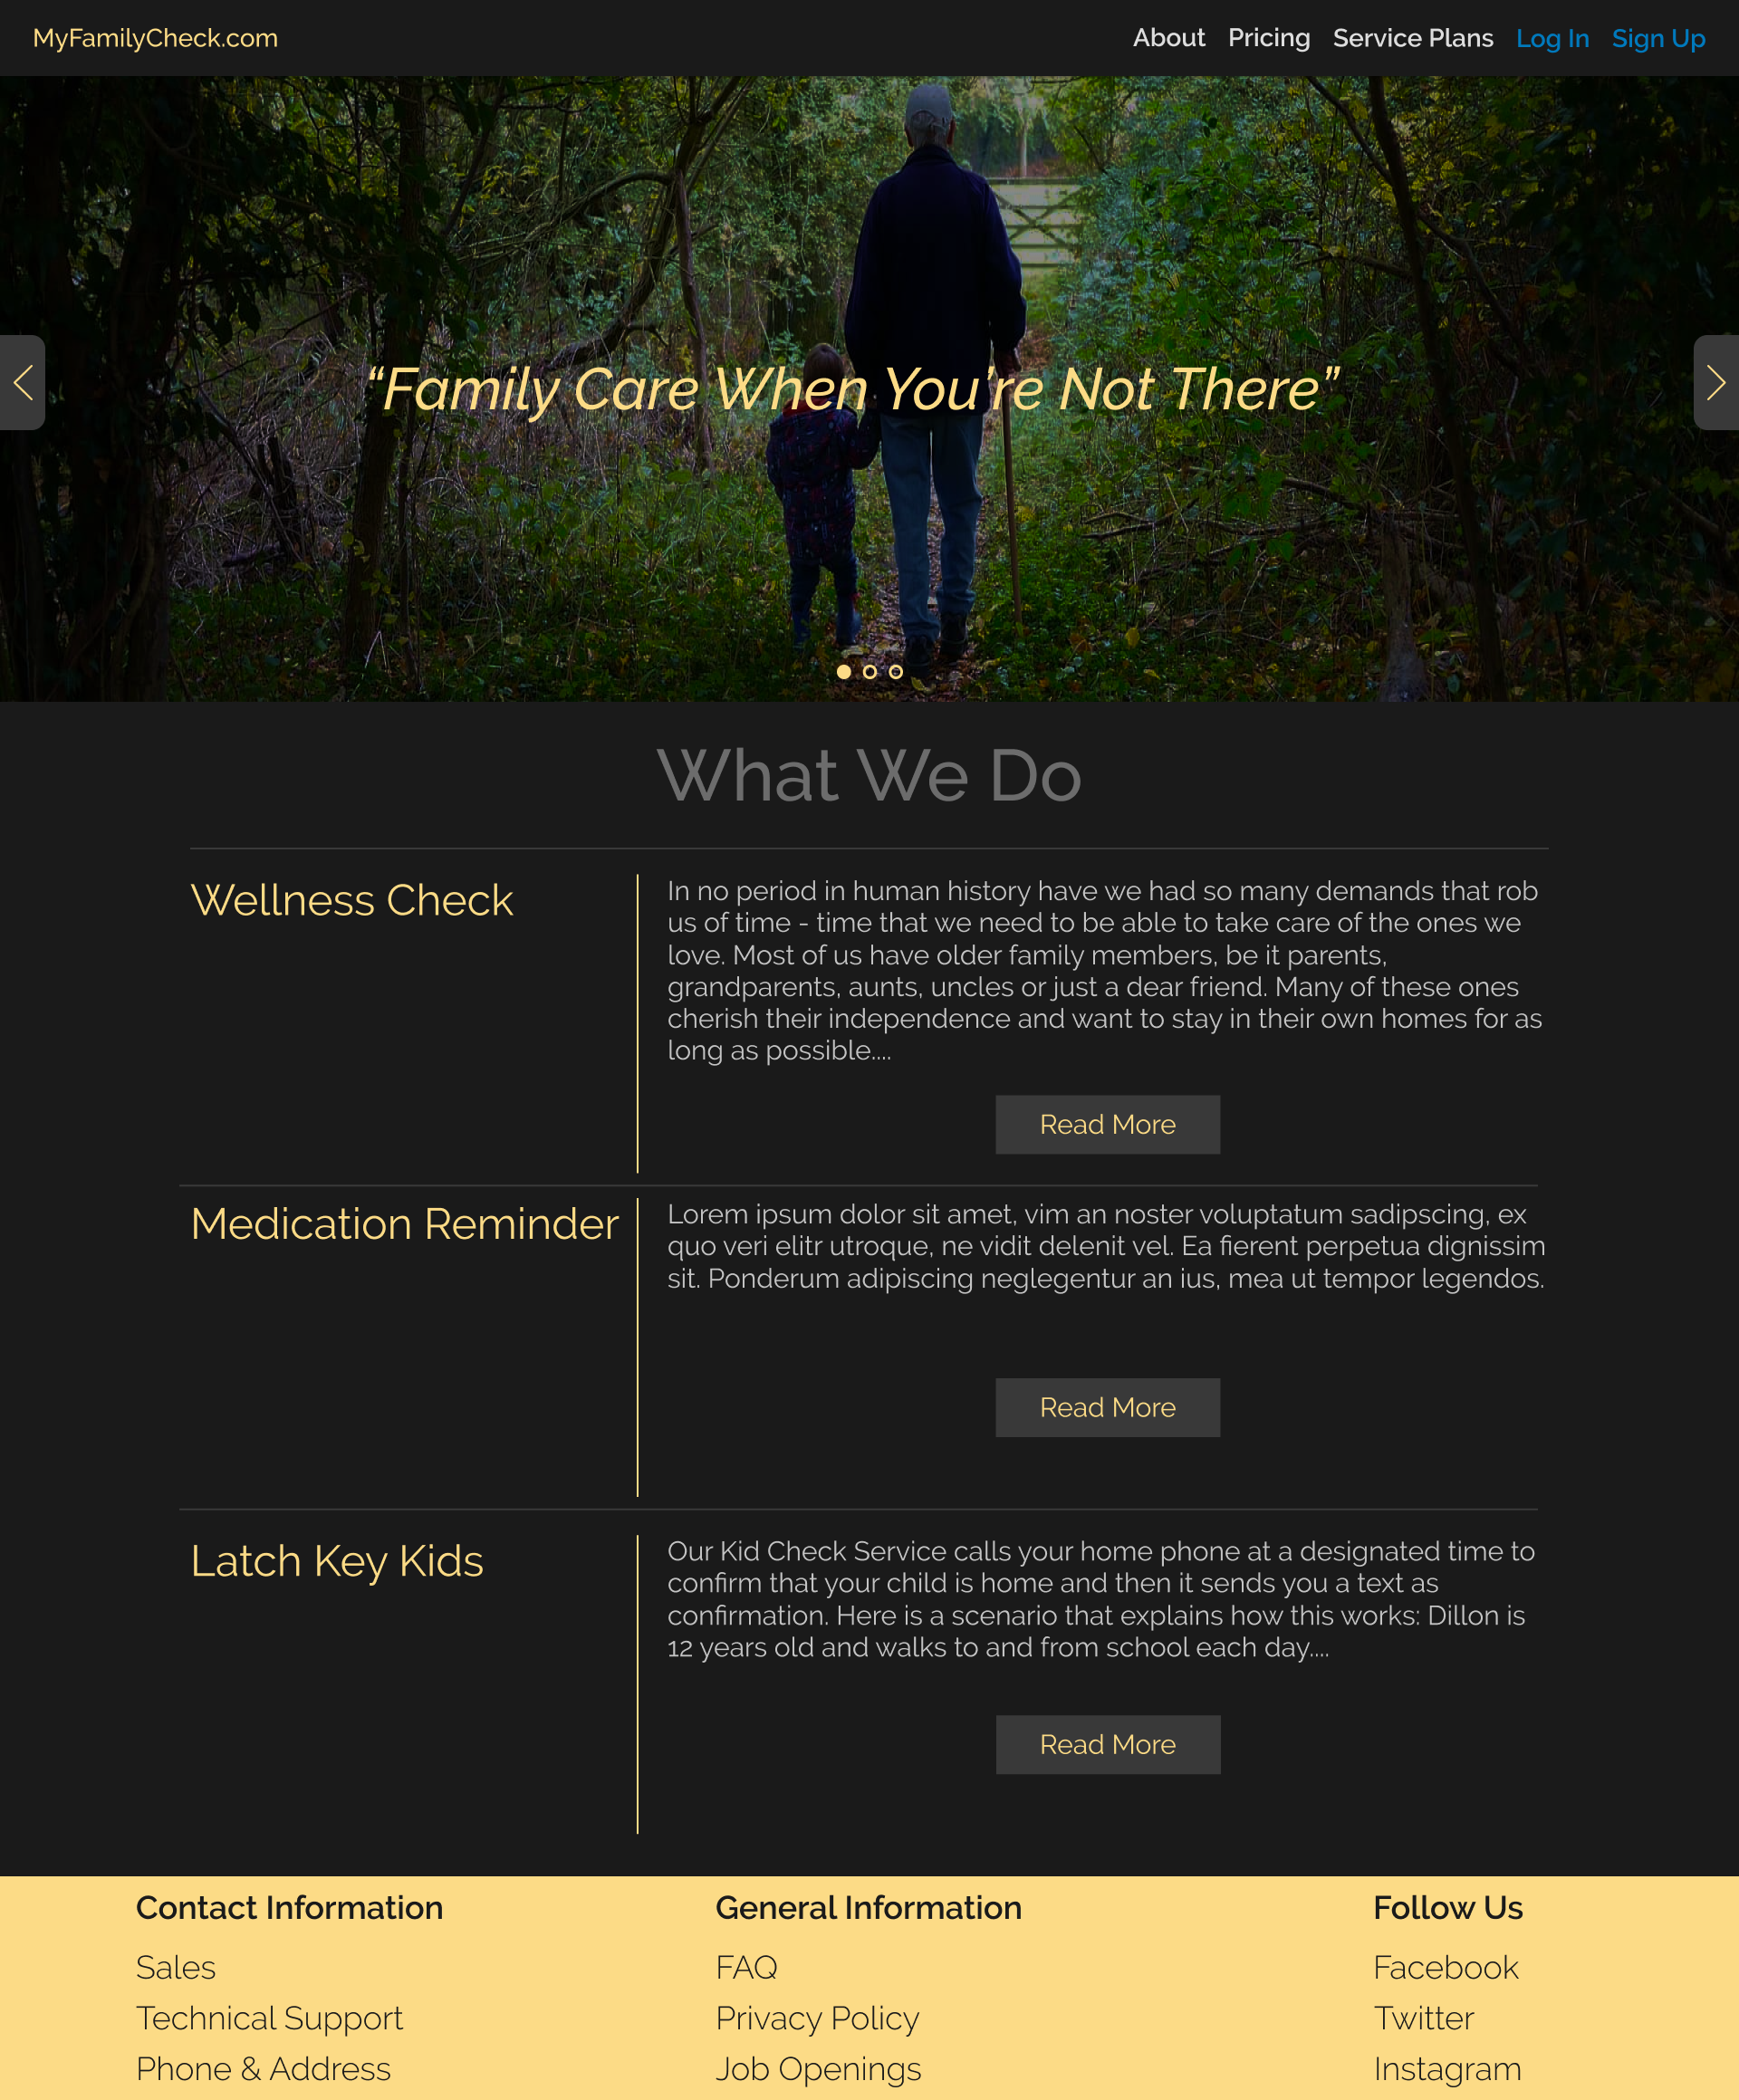 MyFamilyCheck.com
About Pricing Service Plans Log In Sign Up
“Family Care When You’re Not There”
What We Do
Wellness Check
In no period in human history have we had so many demands that rob
us of time - time that we need to be able to take care of the ones we
love. Most of us have older family members, be it parents,
grandparents, aunts, uncles or just a dear friend. Many of these ones
cherish their independence and want to stay in their own homes for as
long as possible....
Read More
Medication Reminder
Lorem ipsum dolor sit amet, vim an noster voluptatum sadipscing, ex
quo veri elitr utroque, ne vidit delenit vel. Ea fierent perpetua dignissim
sit. Ponderum adipiscing neglegentur an ius, mea ut tempor legendos.
Read More
Latch Key Kids
Our Kid Check Service calls your home phone at a designated time to
confirm that your child is home and then it sends you a text as
confirmation. Here is a scenario that explains how this works: Dillon is
12 years old and walks to and from school each day....
Read More
Contact Information
Sales
Technical Support
Phone & Address
General Information
FAQ
Privacy Policy
Job Openings
Follow Us
Facebook
Twitter
Instagram